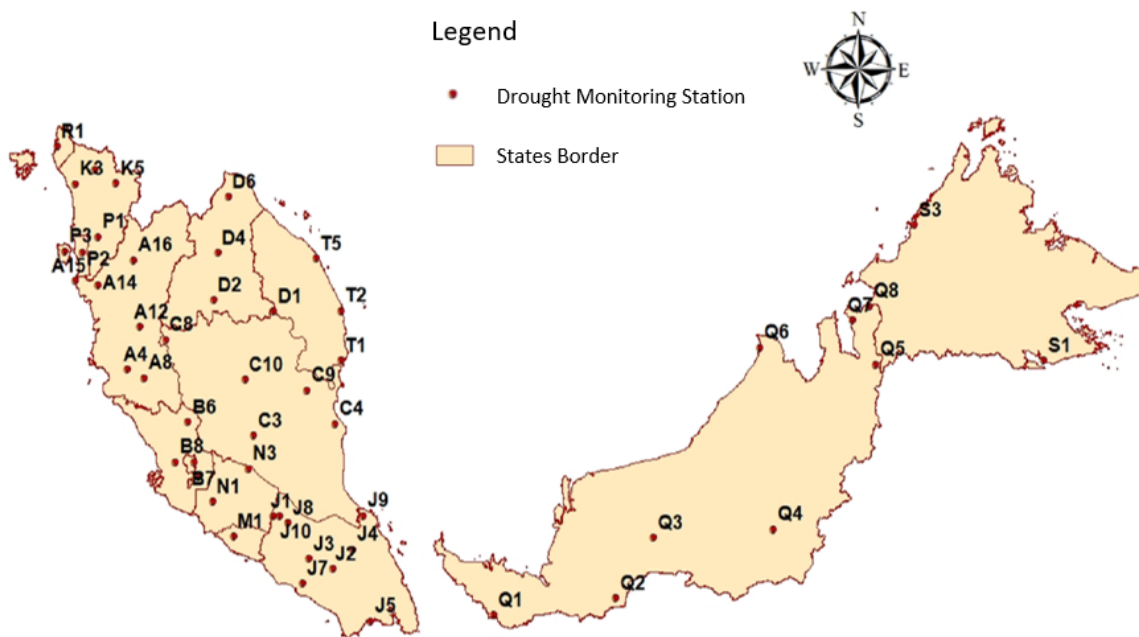 Legend
Drought Monitoring Station
States Border
N
W
E
S
R1
K3
K5
D6
P1
P3
P2
A16
D4
T5
A15
A14
D2
D1
T2
A12
C8
T1
A4
A8
C10
C9
B6
C3
C4
B8
N3
B7
N1
J1
J8
J9
M1
J10
J4
J3
J2
J7
J5
S3
Q8
Q7
Q6
Q5
S1
Q3
Q4
Q2
Q1